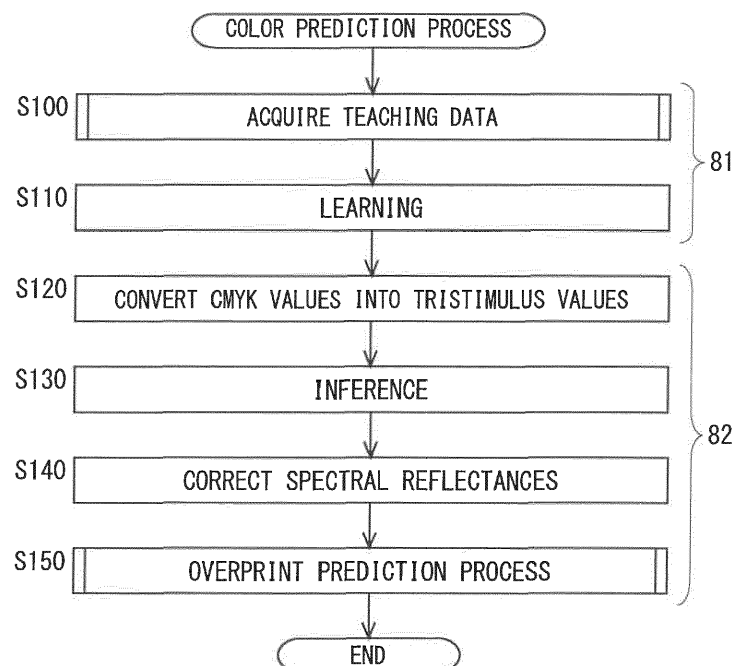 COLOR PREDICTION PROCESS
S100
ACQUIRE TEACHING DATA
81
S110
LEARNING
S120
CONVERT CMYK VALUES INTO TRISTIMULUS VALUES
S130
INFERENCE
82
S140
CORRECT SPECTRAL REFLECTANCES
S150
OVERPRINT PREDICTION PROCESS
END